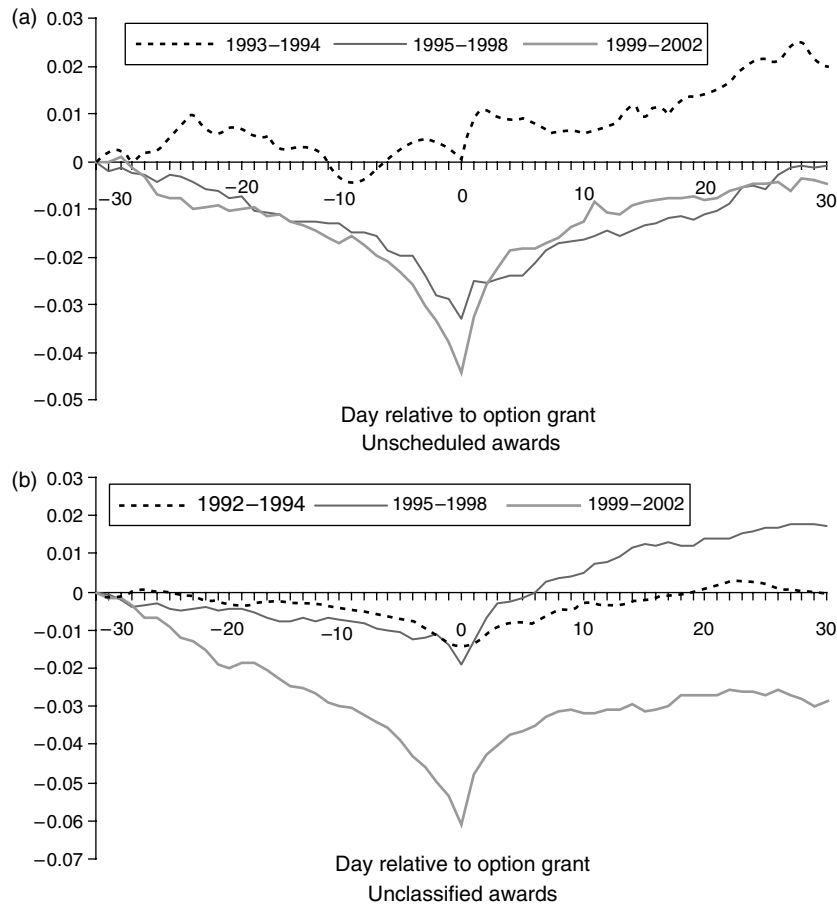 (a)
0.03
0.02
0.01
0
−0.01
−0.02
−0.03
−0.04
−0.05
1993−1994 1995−1998 1999−2002
−30 −20 −10 0 10 20 30
Day relative to option grant
Unscheduled awards
(b)
0.03
0.02
0.01
0
−0.01
−0.02
−0.03
−0.04
−0.05
−0.06
−0.07
1992−1994 1995−1998 1999−2002
−30 −20 −10 0 10 20 30
Day relative to option grant
Unclassified awards